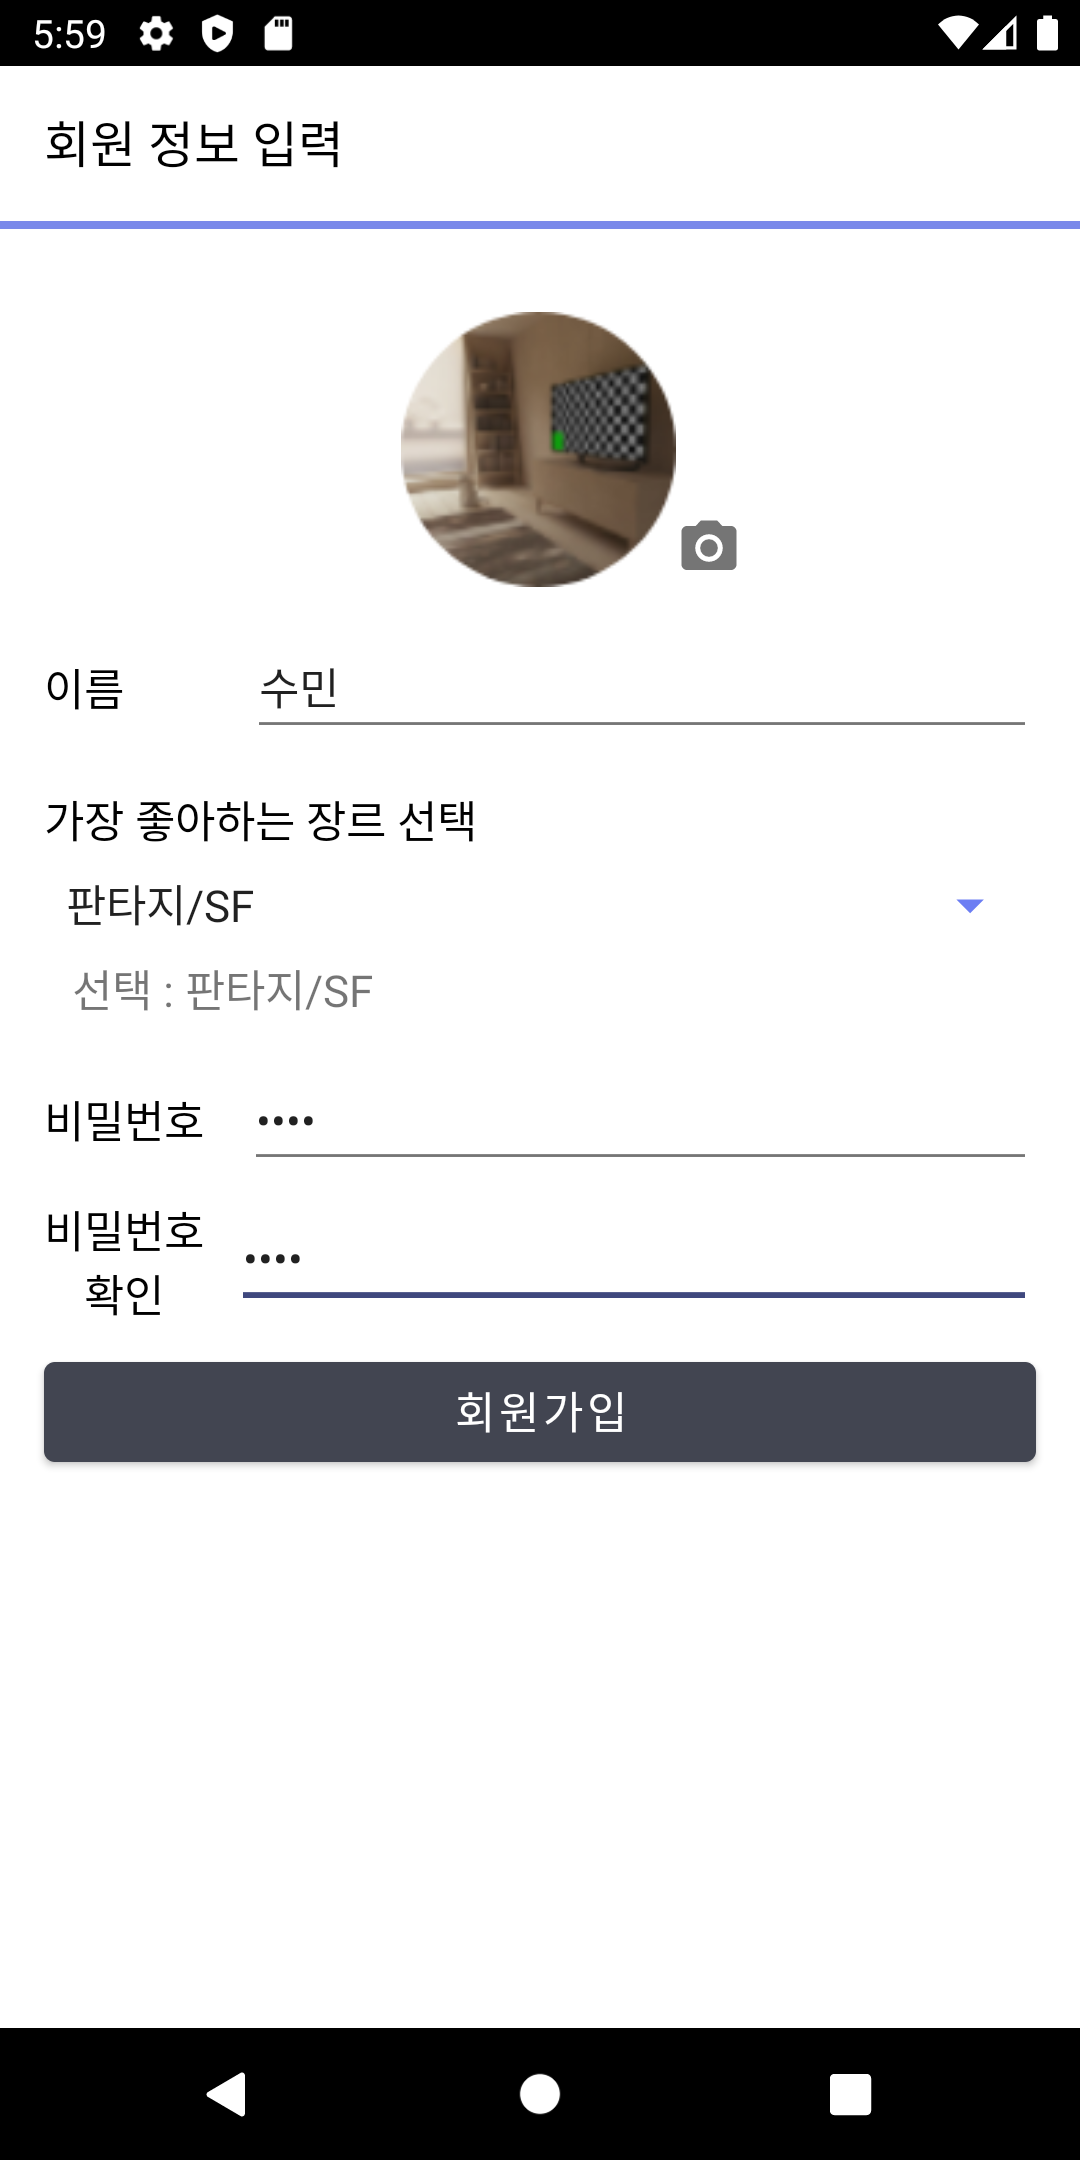 5:59
회원 정보 입력
이름
수민
가장 좋아하는 장르 선택
판타지/SF
선택 : 판타지/SF
비밀번호
••••
비밀번호
확인
••••
회원가입